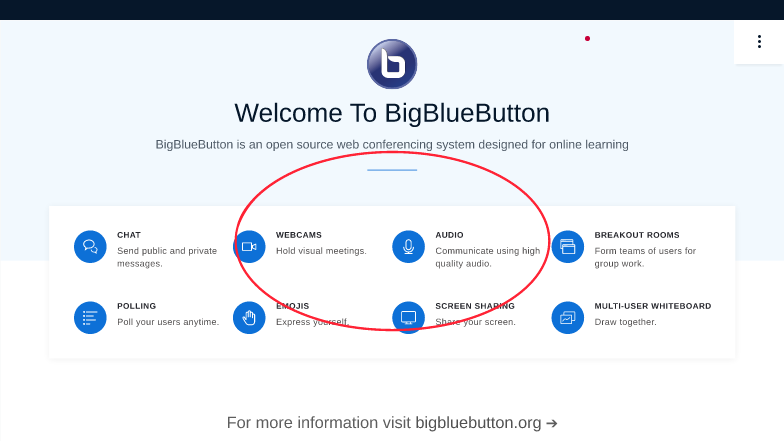 Welcome To BigBlueButton
BigBlueButton is an open source web conferencing system designed for online learning
CHAT
Send public and private
messages.
WEBCAMS
Hold visual meetings.
AUDIO
Communicate using high
quality audio.
BREAKOUT ROOMS
Form teams of users for
group work.
POLLING
Poll your users anytime.
EMOJIS
Express yourself.
SCREEN SHARING
Share your screen.
MULTI-USER WHITEBOARD
Draw together.
For more information visit bigbluebutton.org ➔